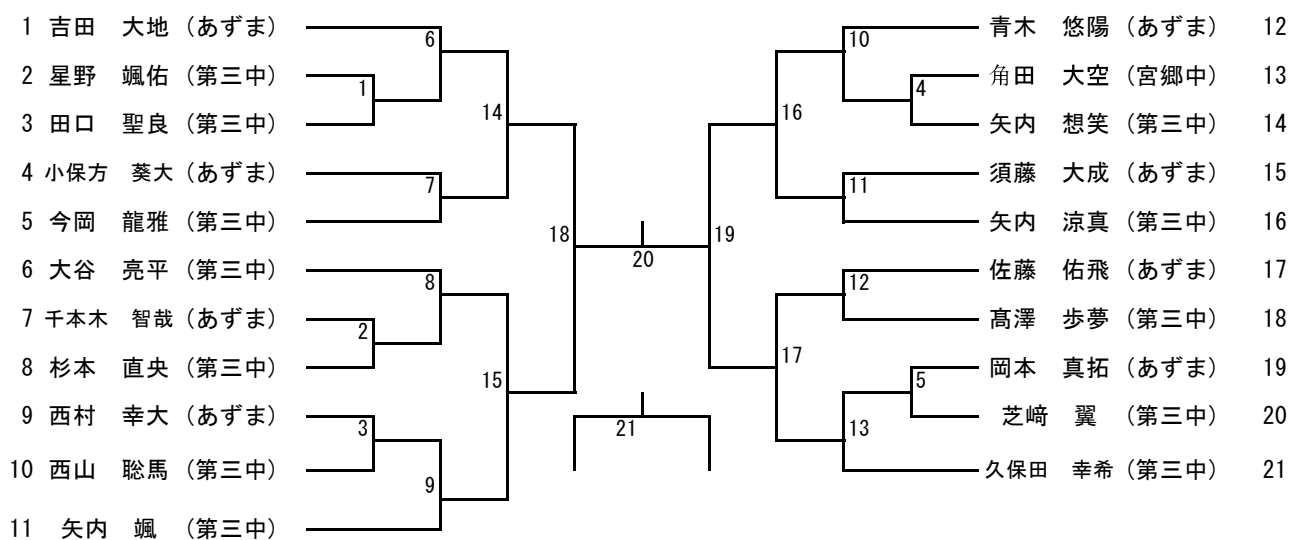 1 吉田　大地（あずま）
2 星野　颯佑（第三中）
3 田口　聖良（第三中）
4 小保方　葵大（あずま）
5 今岡　龍雅（第三中）
6 大谷　亮平（第三中）
7 千本木　智哉（あずま）
8 杉本　直央（第三中）
9 西村　幸大（あずま）
10 西山　聡馬（第三中）
11 矢内　颯（第三中）
6
1
14
7
18
8
2
15
3
9
20
21
10
4
16
11
19
12
17
5
13
青木　悠陽（あずま） 12
角田　大空（宮郷中） 13
矢内　想笑（第三中） 14
須藤　大成（あずま） 15
矢内　涼真（第三中） 16
佐藤　佑飛（あずま） 17
髙澤　歩夢（第三中） 18
岡本　真拓（あずま） 19
芝﨑　翼（第三中） 20
久保田　幸希（第三中） 21